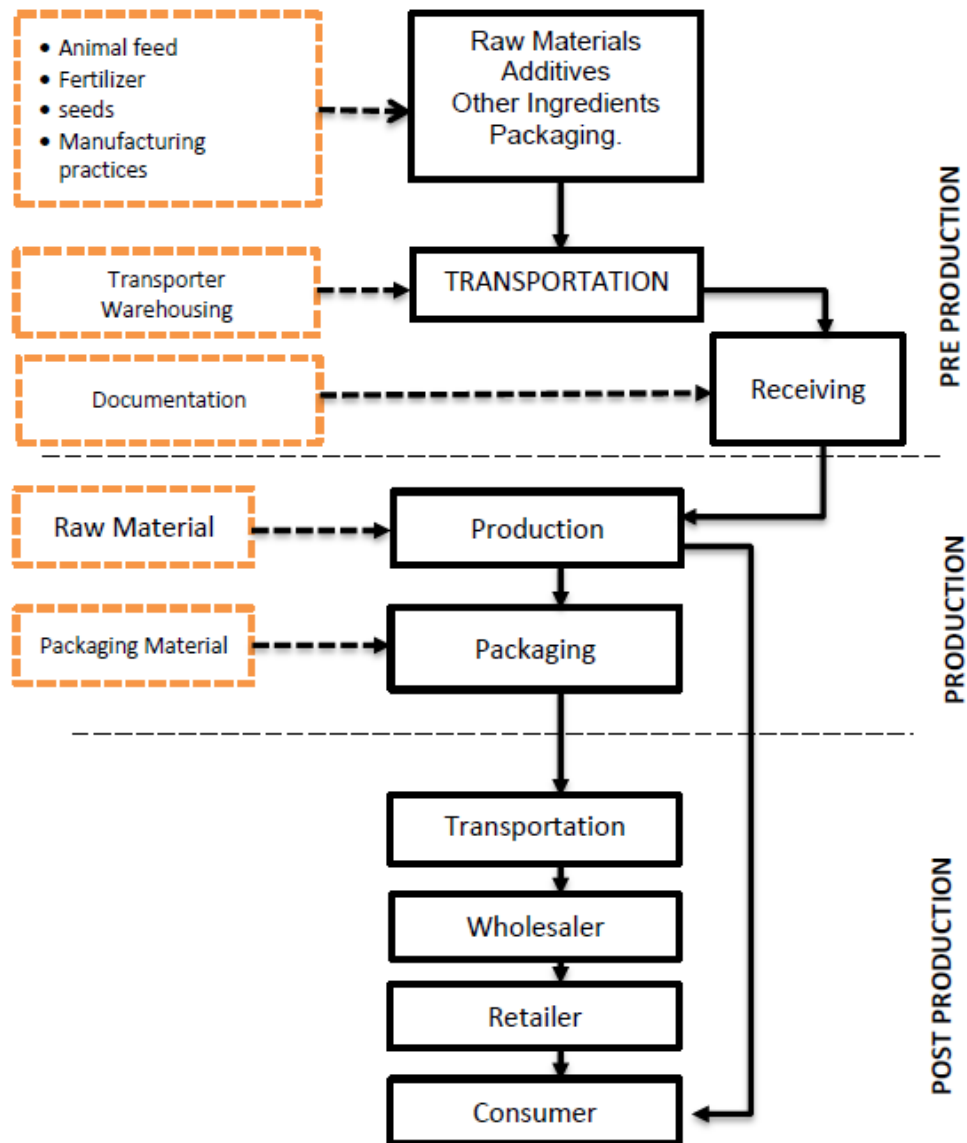 • Animal feed
• Fertilizer
• seeds
• Manufacturing
practices
Raw Materials
Additives
Other Ingredients
Packaging.
Transporter
Warehousing
TRANSPORTATION
Documentation
Receiving
PRE PRODUCTION
Raw Material
Production
Packaging Material
Packaging
PRODUCTION
Transportation
Wholesaler
Retailer
Consumer
POST PRODUCTION